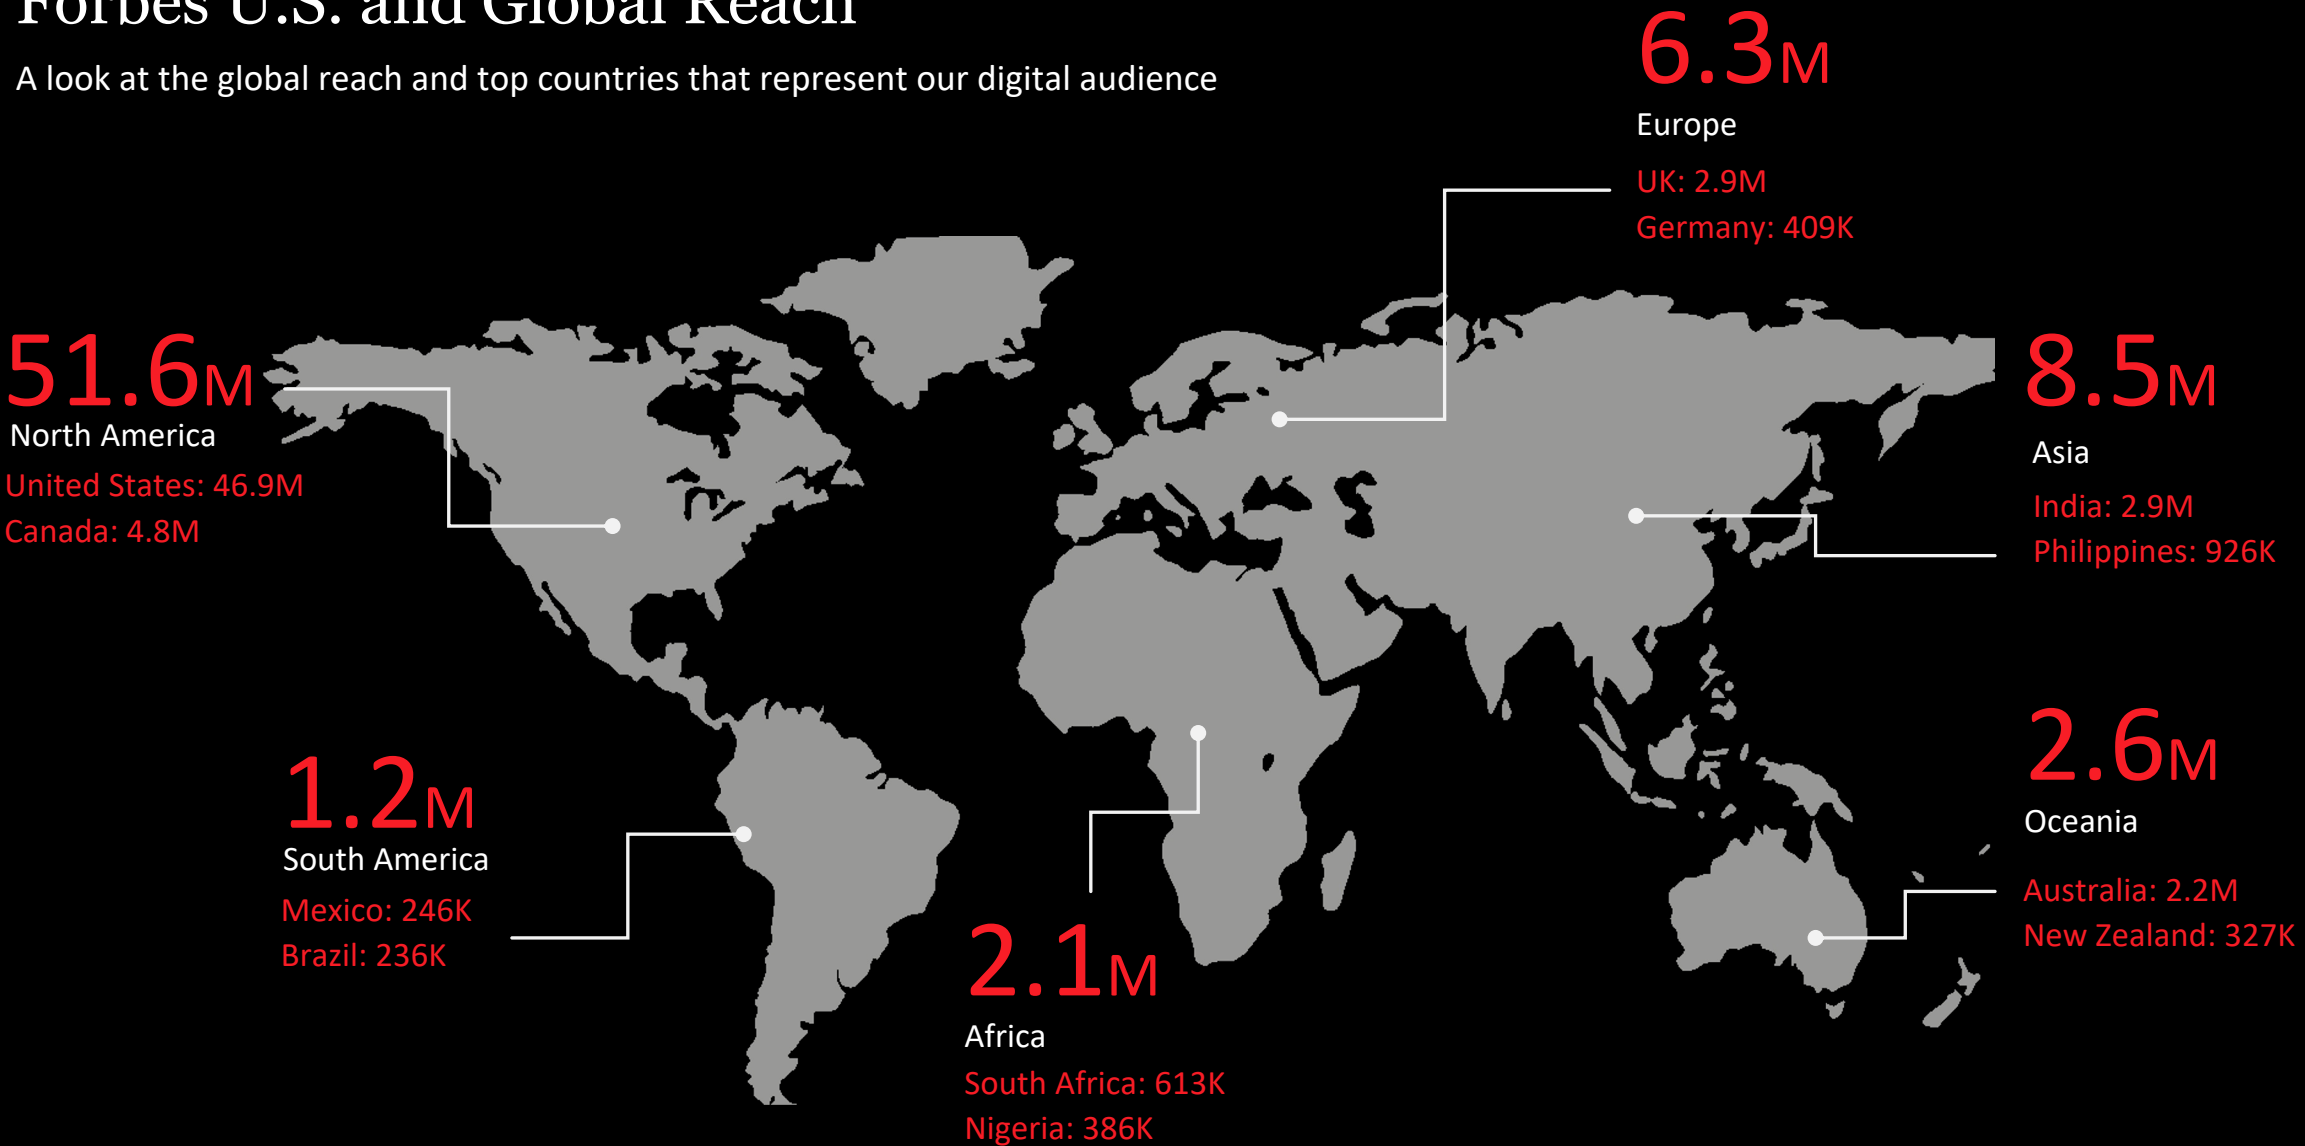 Forbes U.S. and Global Reach
A look at the global reach and top countries that represent our digital audience
6.3M
Europe
UK: 2.9M
Germany: 409K
51.6M
North America
United States: 46.9M
Canada: 4.8M
8.5M
Asia
India: 2.9M
Philippines: 926K
1.2M
South America
Mexico: 246K
Brazil: 236K
2.1M
Africa
South Africa: 613K
Nigeria: 386K
2.6M
Oceania
Australia: 2.2M
New Zealand: 327K